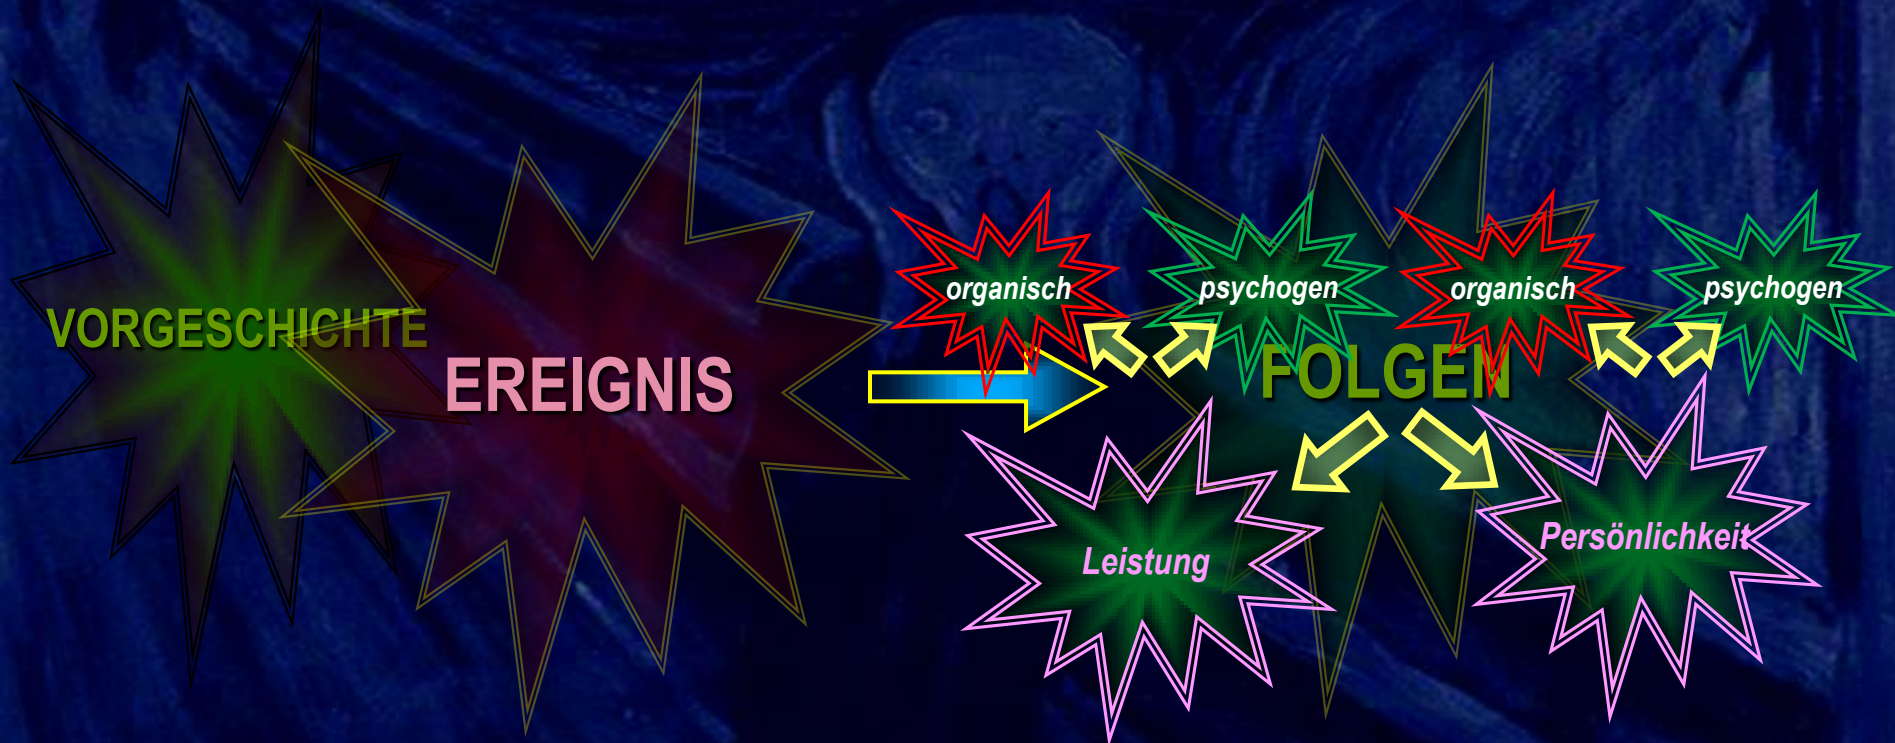 VORGESCHICHTE
EREIGNIS
organisch
psychogen
organisch
psychogen
FOLGEN
Leistung
Persönlichkeit